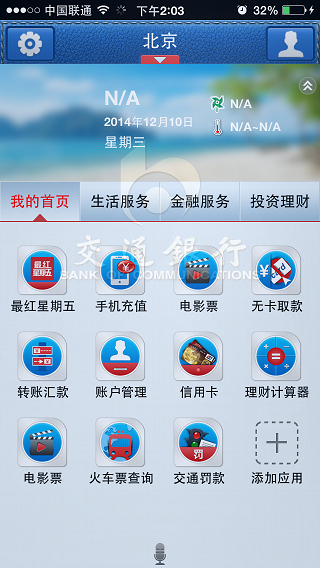 中国联通 下午2:03 32%
北京
N/A
N/A
2014年12月10日
N/A~N/A
星期三
我的首页 生活服务 金融服务 投资理财
交通銀行
BANK OF COMMUNICATIONS
最红星期五
最红星期五 手机充值 电影票 无卡取款
转账汇款 账户管理 信用卡 理财计算器
罚
电影票 火车票查询 交通罚款 添加应用